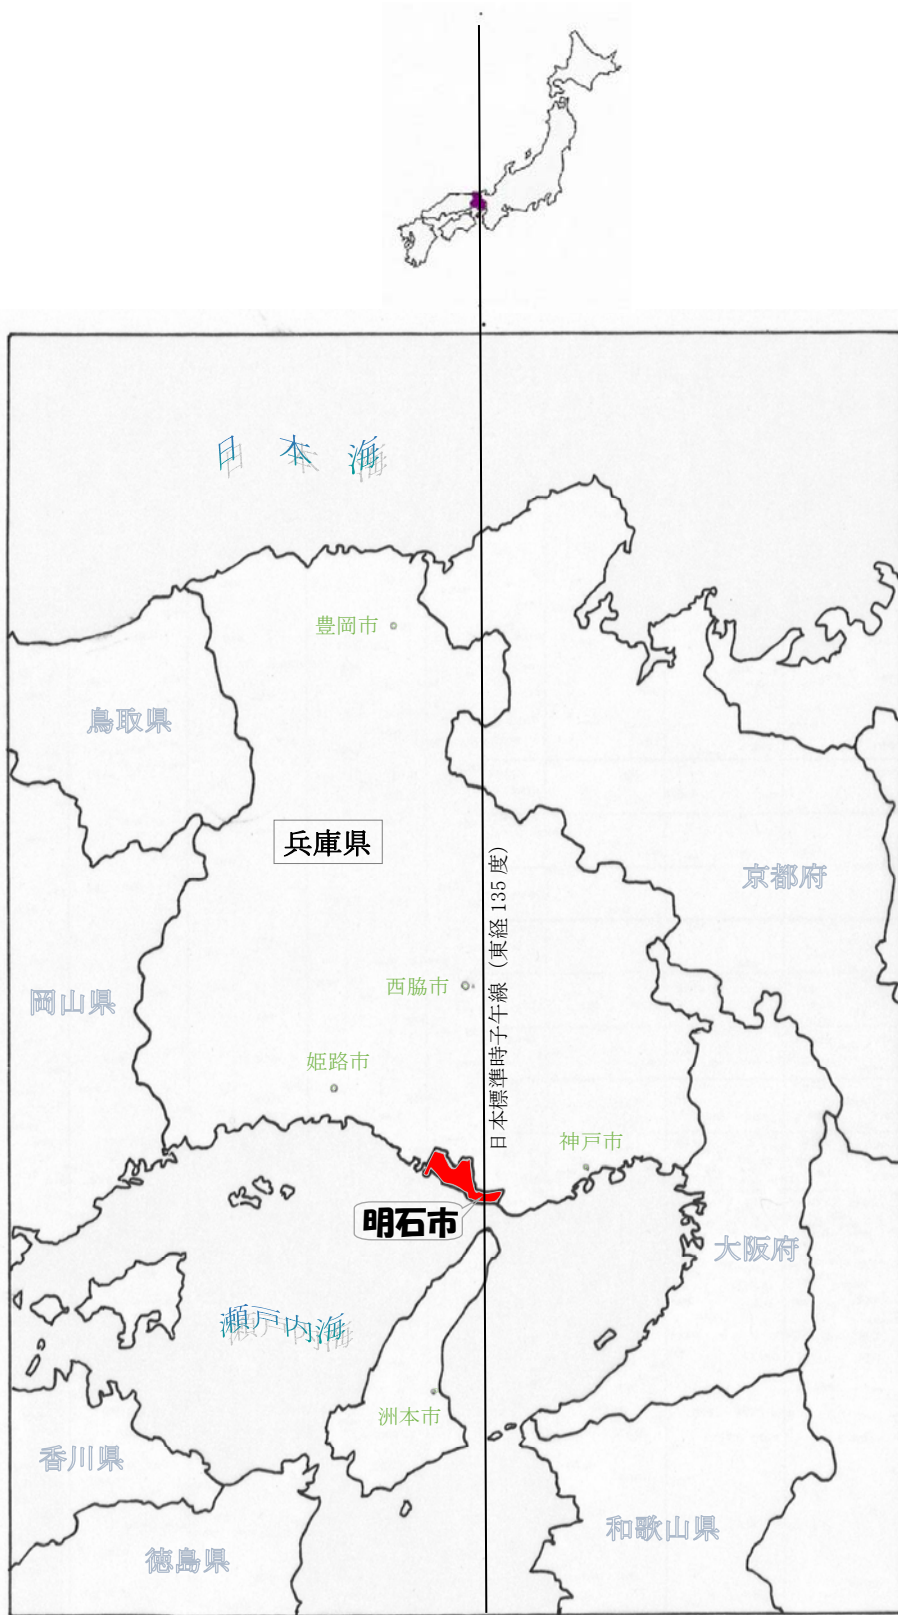 日本海
豊岡市
鳥取県
兵庫県
日本標準時子午線（東経135度）
京都府
西脇市
岡山県
姫路市
神戸市
明石市
大阪府
瀬戸内海
洲本市
香川県
和歌山県
徳島県